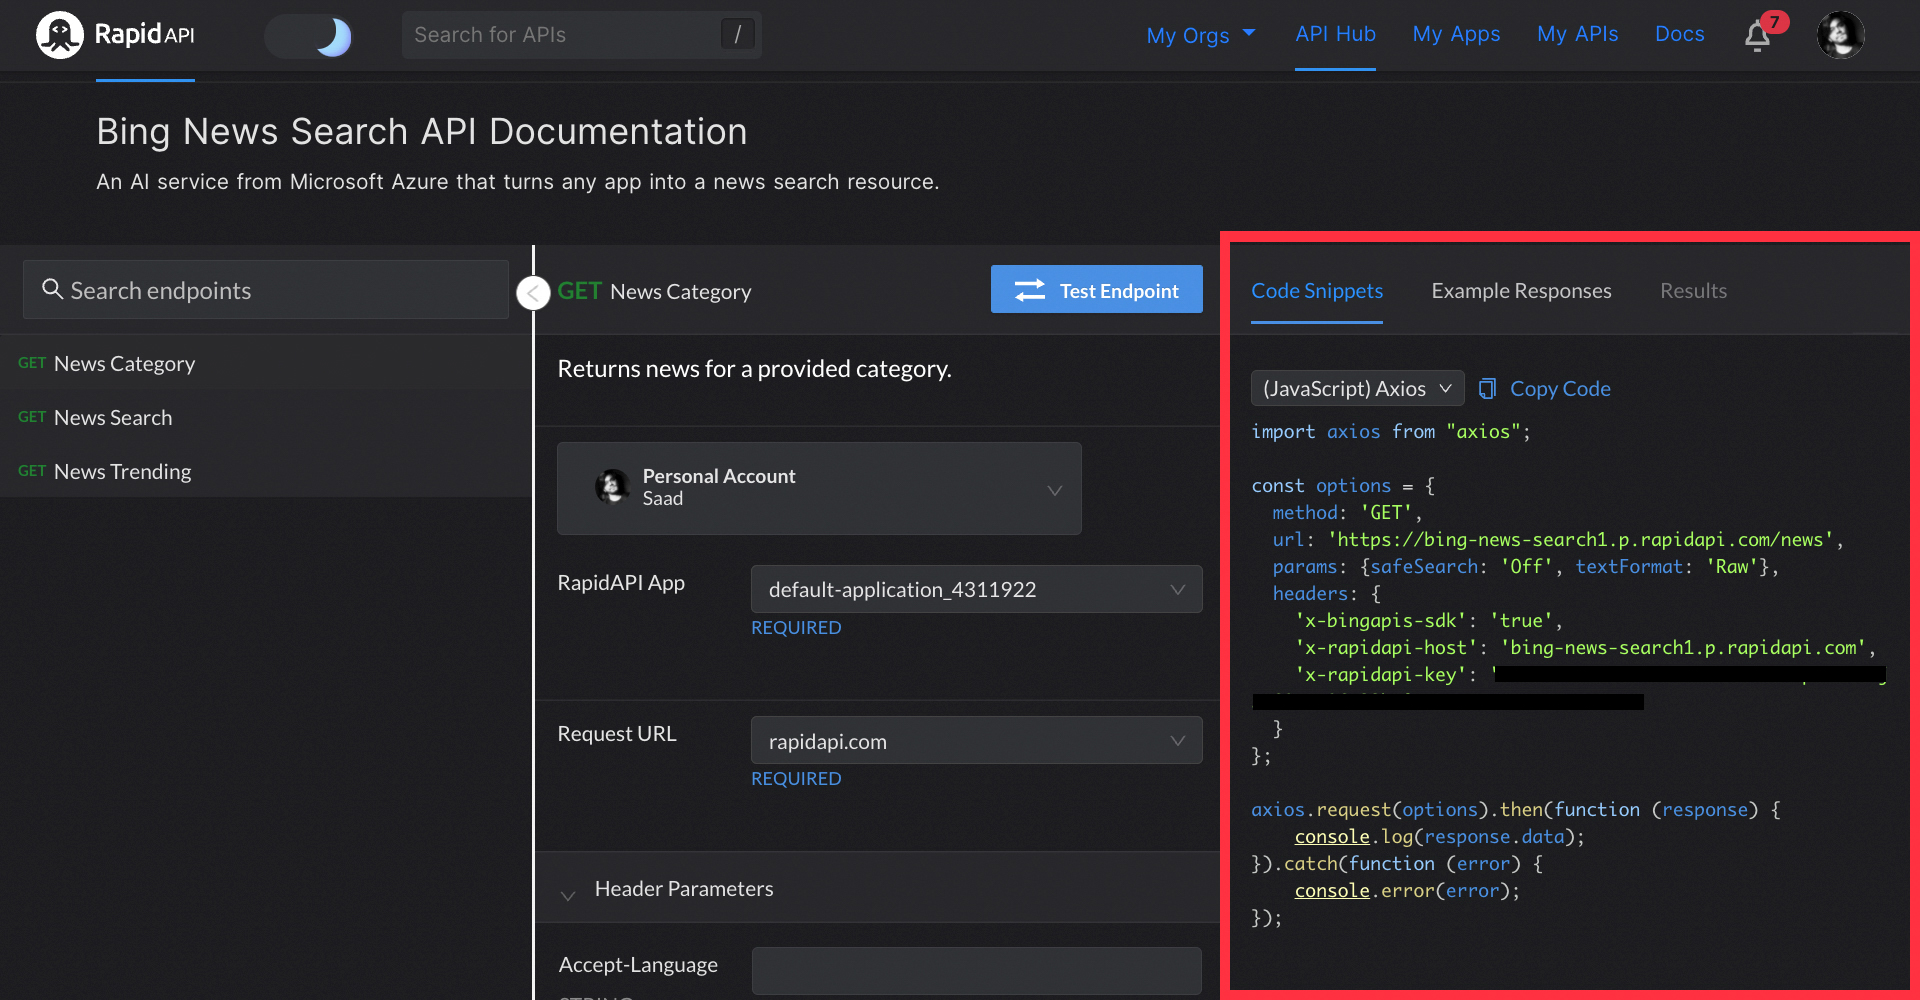 RapidAPI
Search for APIs /
My Orgs API Hub My Apps My APIs Docs 7
Bing News Search API Documentation
An AI service from Microsoft Azure that turns any app into a news search resource.
Search endpoints
GET News Category
GET News Search
GET News Trending
GET News Category Test Endpoint
Returns news for a provided category.
Personal Account
Saad
RapidAPI App default-application_4311922
REQUIRED
Request URL rapidapi.com
REQUIRED
Header Parameters
Accept-Language
STRING
Code Snippets Example Responses Results
(JavaScript) Axios Copy Code
import axios from "axios";
const options = {
method: 'GET',
url: 'https://bing-news-search1.p.rapidapi.com/news',
params: {safeSearch: 'Off', textFormat: 'Raw'},
headers: {
'x-bingapis-sdk': 'true',
'x-rapidapi-host': 'bing-news-search1.p.rapidapi.com',
'x-rapidapi-key': '
}
};
axios.request(options).then(function (response) {
console.log(response.data);
}).catch(function (error) {
console.error(error);
});